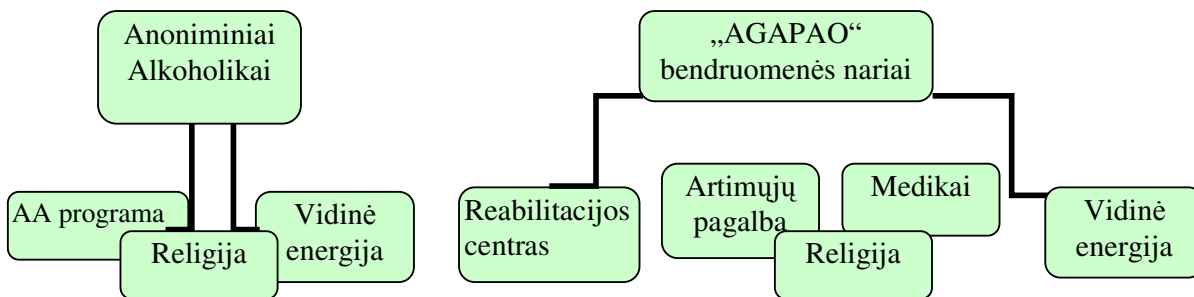 Anoniminiai
Alkoholikai
AA programa
Religija
Vidinė
energija
„AGAPAO“
bendruomenės nariai
Reabilitacijos
centras
Artimųjų
pagalba
Medikai
Religija
Vidinė
energija